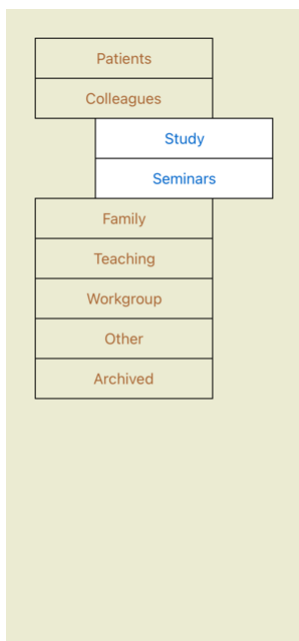 Patients
Colleagues
Study
Seminars
Family
Teaching
Workgroup
Other
Archived